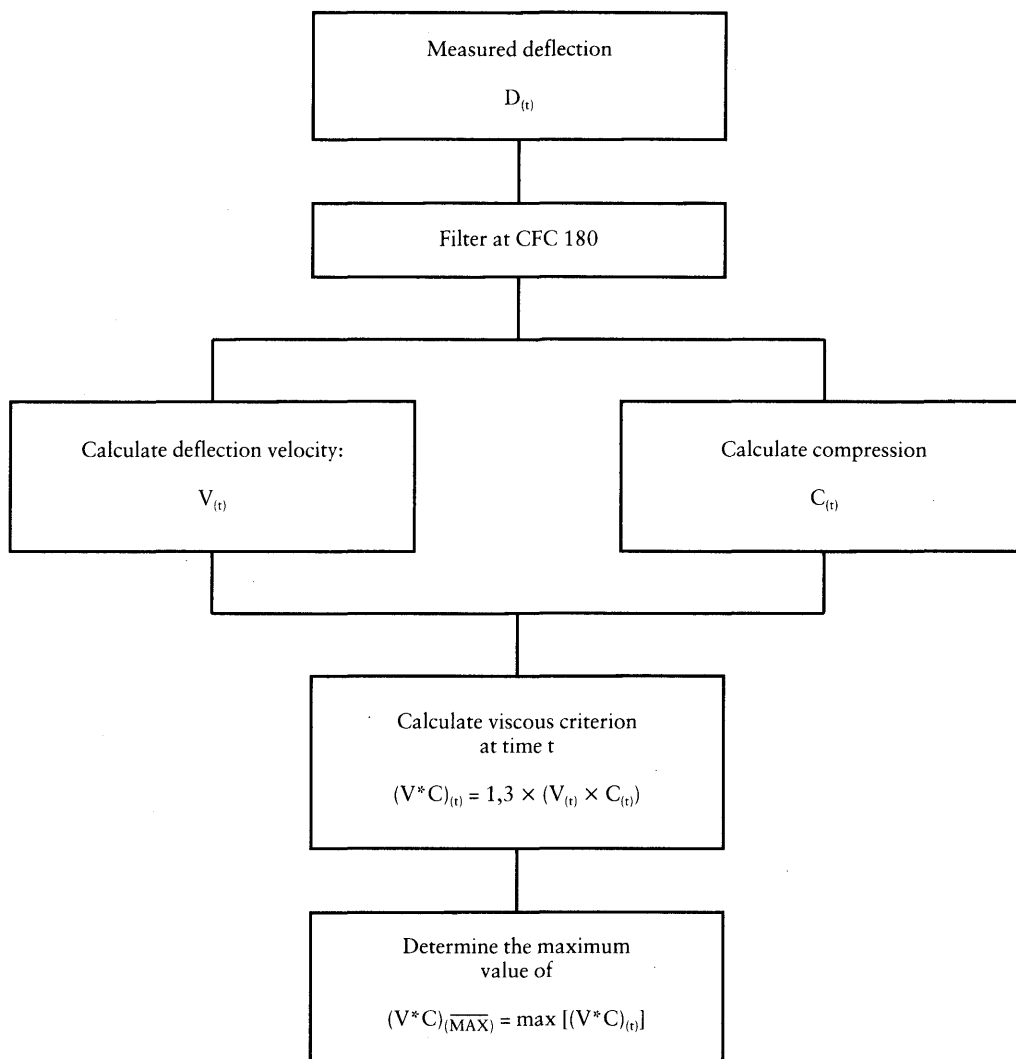 Measured deflection
D(t)
Filter at CFC 180
Calculate deflection velocity:
V(t)
Calculate compression
C(t)
Calculate viscous criterion
at time t
(V*C)(t) = 1,3 × (V(t) × C(t))
Determine the maximum
value of
(V*C)(MAX) = max [(V*C)(t)]